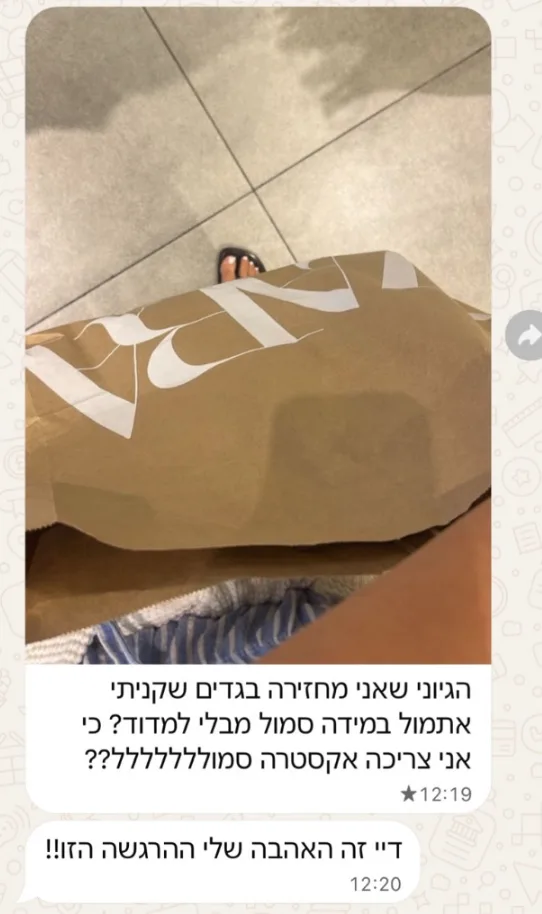 ZARA
הגיוני שאני מחזירה בגדים שקניתי
אתמול במידה סמול מבלי למדוד? כי
אני צריכה אקסטרה סמולללללללל??
★12:19
דיי זה האהבה שלי ההרגשה הזו!!
12:20